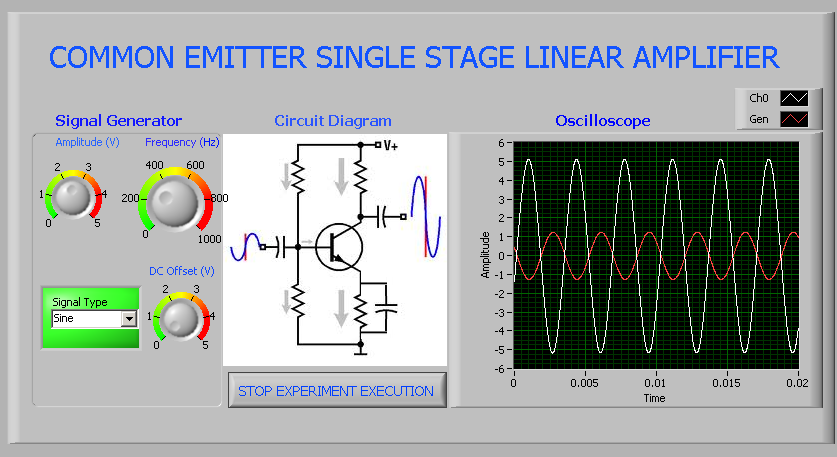 COMMON EMITTER SINGLE STAGE LINEAR AMPLIFIER
Signal Generator
Amplitude (V)
0 1 2 3 4 5
Frequency (Hz)
0 200 400 600 800 1000
DC Offset (V)
0 1 2 3 4 5
Signal Type
Sine
Circuit Diagram
V+
STOP EXPERIMENT EXECUTION
Oscilloscope
Ch0
Gen
Amplitude
6
5
4
3
2
1
0
-1
-2
-3
-4
-5
-6
0 0.005 0.01 0.015 0.02
Time